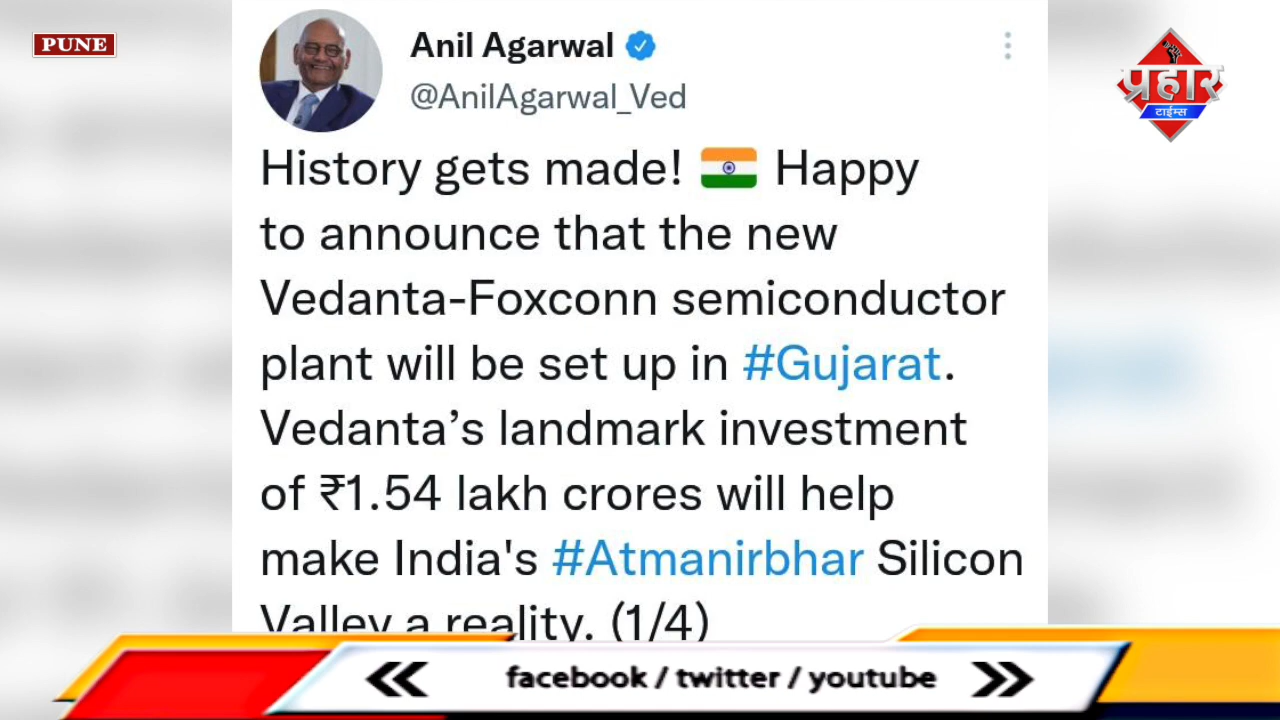 PUNE
प्रहार
टाईम्स
Anil Agarwal
@AnilAgarwal_Ved
History gets made! 🇮🇳 Happy
to announce that the new
Vedanta-Foxconn semiconductor
plant will be set up in #Gujarat.
Vedanta’s landmark investment
of ₹1.54 lakh crores will help
make India's #Atmanirbhar Silicon
Valley a reality. (1/4)
facebook / twitter / youtube